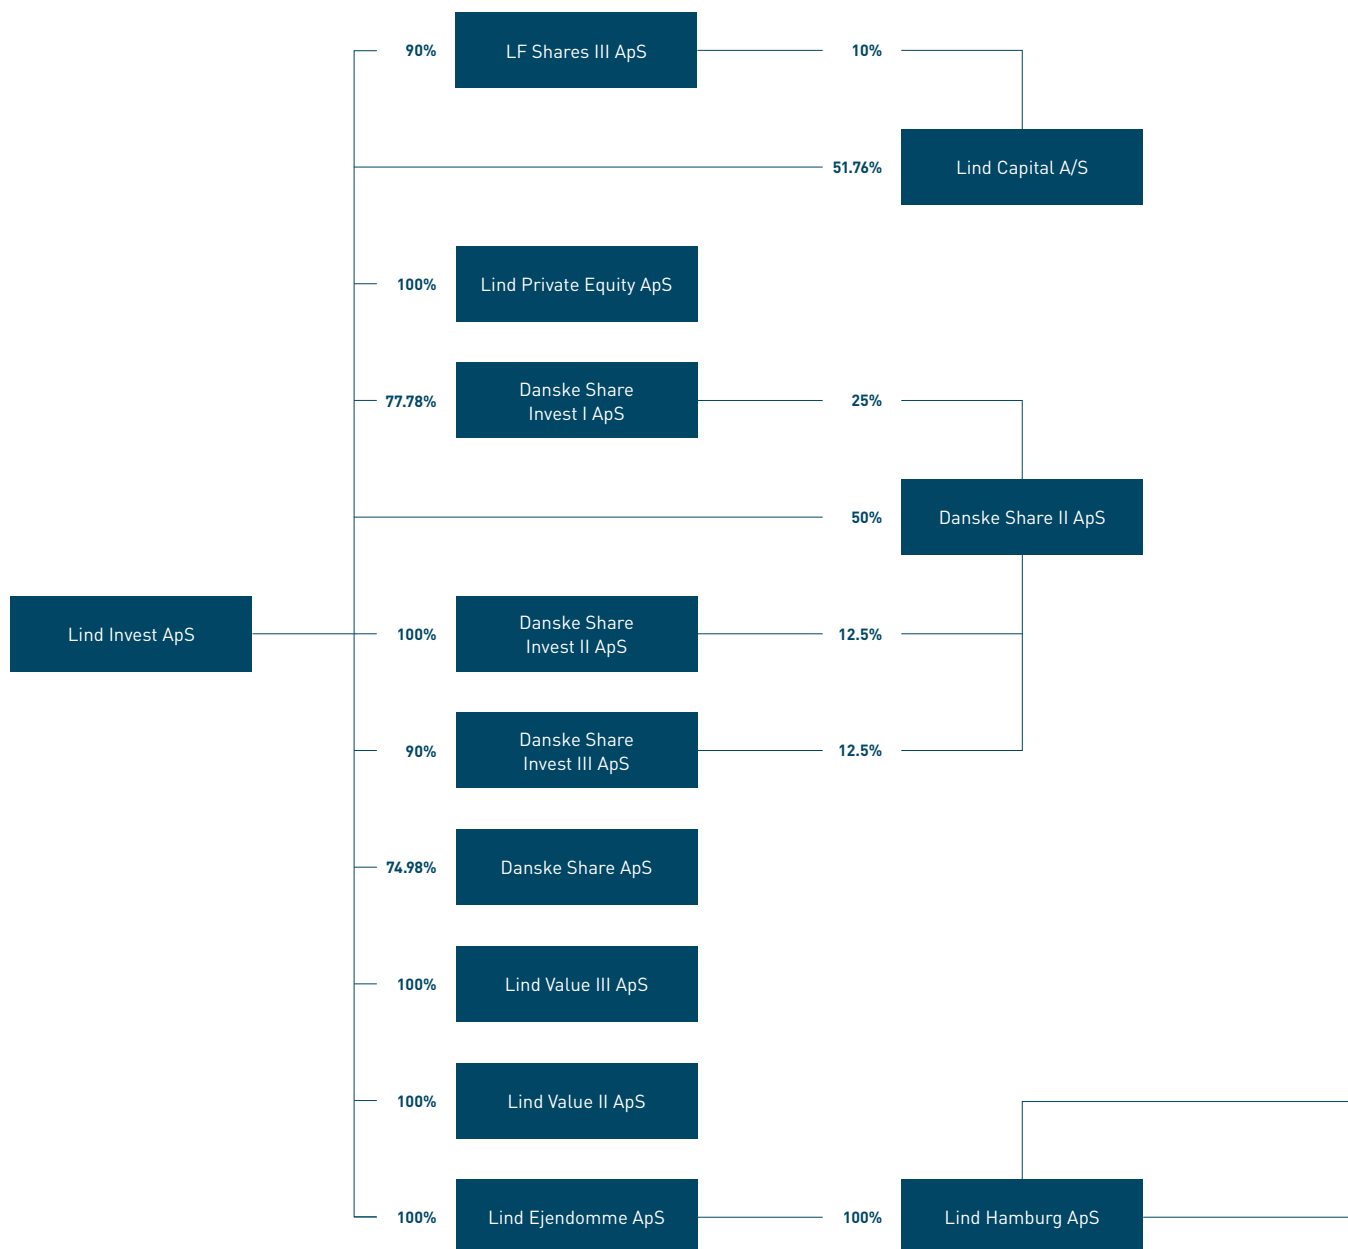 90%
LF Shares III ApS
10%
51.76%
Lind Capital A/S
100%
Lind Private Equity ApS
77.78%
Danske Share
Invest I ApS
25%
50%
Danske Share II ApS
Lind Invest ApS
100%
Danske Share
Invest II ApS
12.5%
90%
Danske Share
Invest III ApS
12.5%
74.98%
Danske Share ApS
100%
Lind Value III ApS
100%
Lind Value II ApS
100%
Lind Ejendomme ApS
100%
Lind Hamburg ApS